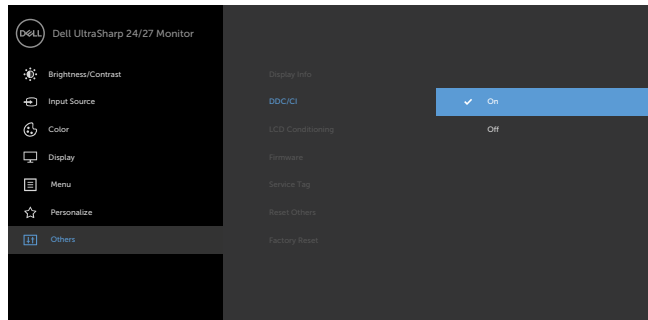 DELL Dell UltraSharp 24/27 Monitor
Brightness/Contrast
Input Source
Color
Display
Menu
Personalize
Others
Display Info
DDC/CI
LCD Conditioning
Firmware
Service Tag
Reset Others
Factory Reset
On
Off